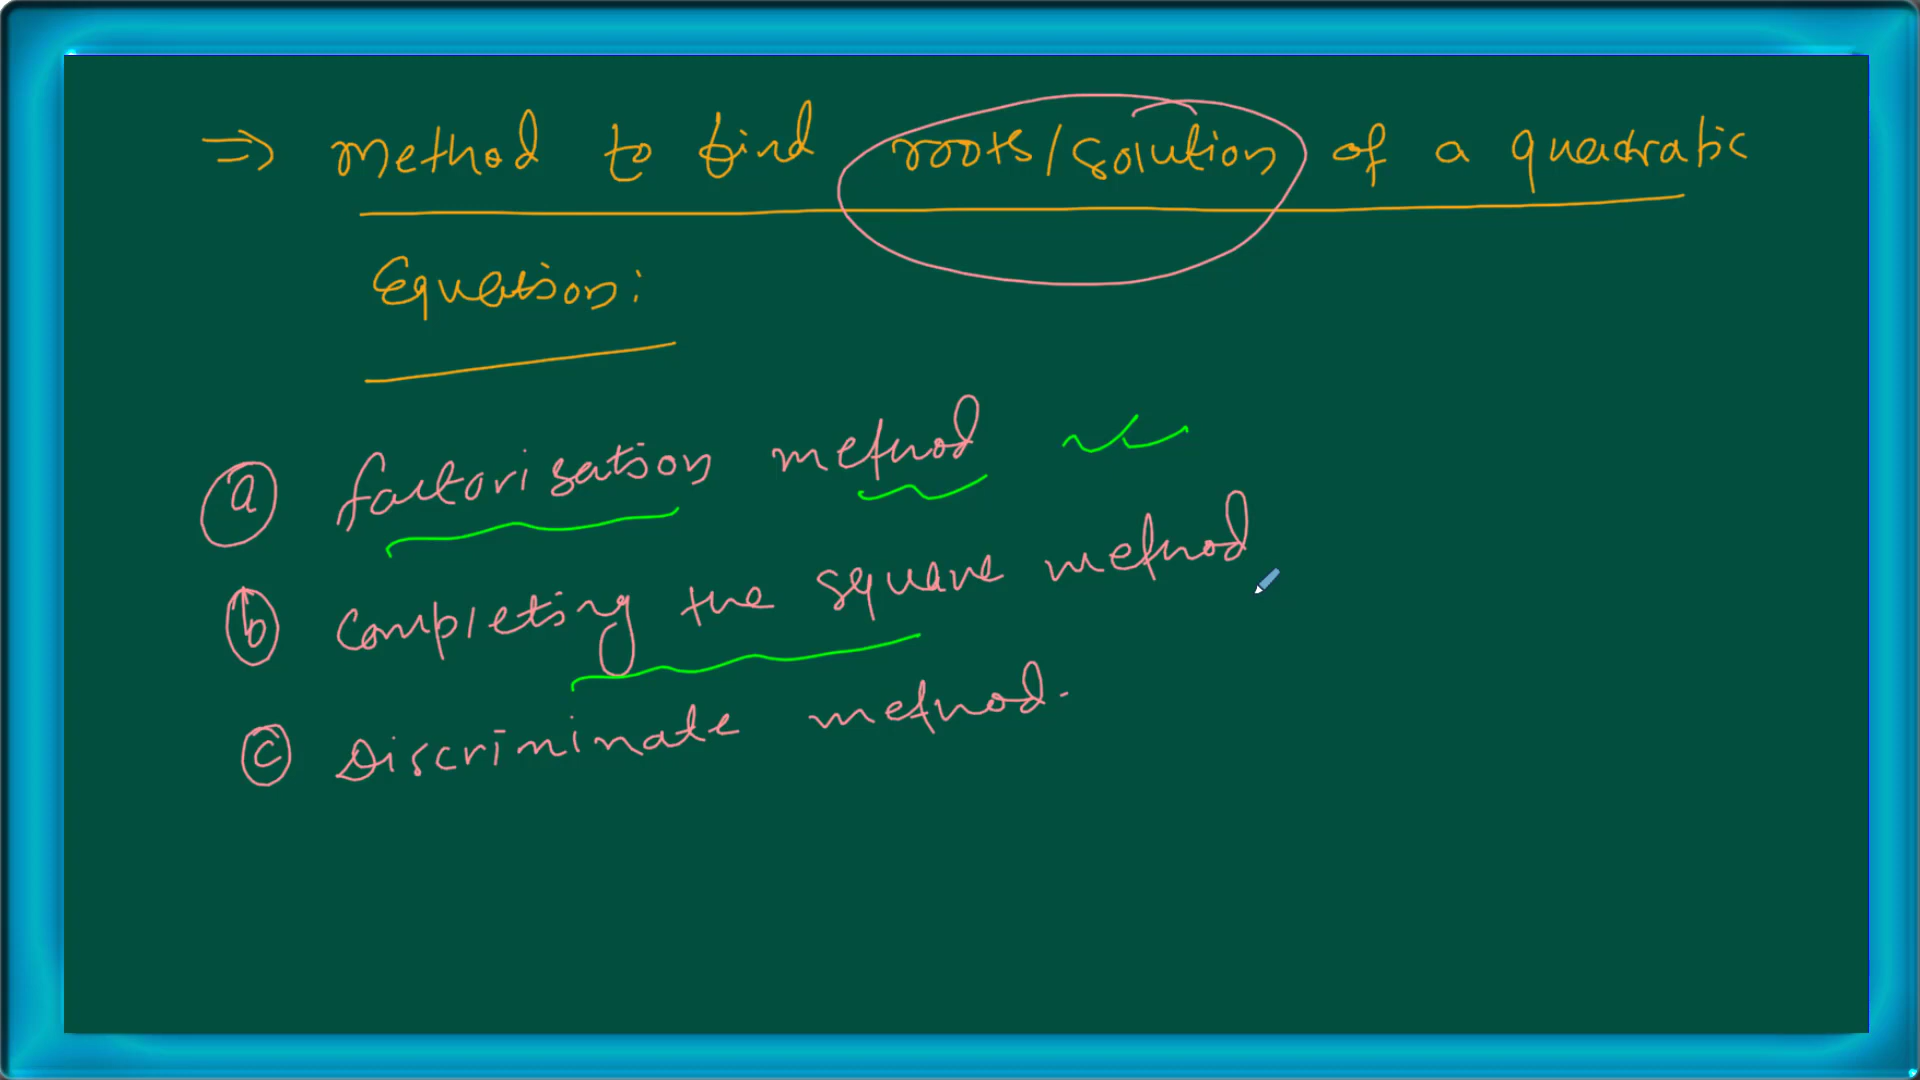 ⇒ Method to find roots/solution of a quadratic
Equation:
ⓐ factorisation method
ⓑ completing the square method
ⓒ Discriminate method.